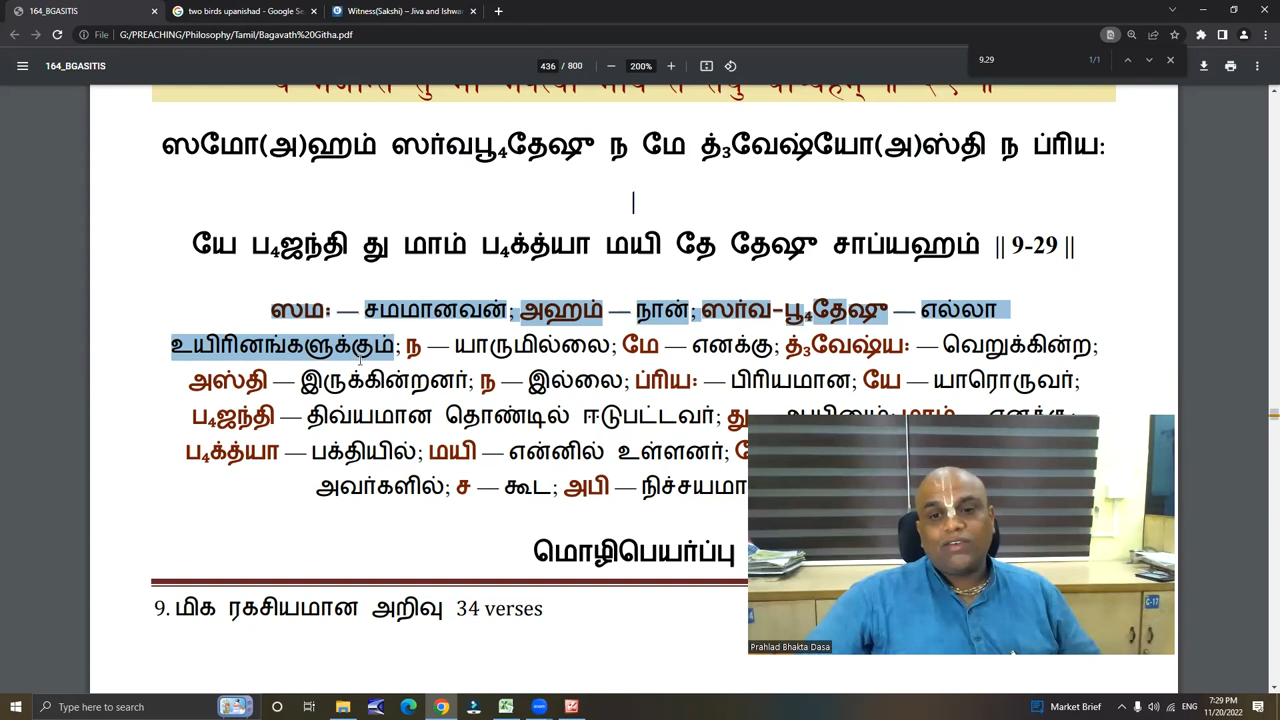 164_BGASITIS
two birds upanishad - Google Se
Witness(Sakshi) – Jiva and Ishwar
File G:/PREACHING/Philosophy/Tamil/Bagavath%20Githa.pdf
9.29 1/1
164_BGASITIS
436 / 800
200%
ஸமோ(அ)ஹம் ஸர்வபூ₄தேஷு ந மே த்₃வேஷ்யோ(அ)ஸ்தி ந ப்ரிய:
|
யே ப₄ஜந்தி து மாம் ப₄க்த்யா மயி தே தேஷு சாப்யஹம் || 9-29 ||
ஸம: — சமமானவன்; அஹம் — நான்; ஸர்வ-பூ₄தேஷு — எல்லா
உயிரினங்களுக்கும்; ந — யாருமில்லை; மே — எனக்கு; த்₃வேஷ்ய: — வெறுக்கின்ற;
அஸ்தி — இருக்கின்றனர்; ந — இல்லை; ப்ரிய: — பிரியமான; யே — யாரொருவர்;
ப₄ஜந்தி — திவ்யமான தொண்டில் ஈடுபட்டவர்; து
ப₄க்த்யா — பக்தியில்; மயி — என்னில் உள்ளனர்;
அவர்களில்; ச — கூட; அபி —
மொழிபெயர்ப்பு
9. மிக ரகசியமான அறிவு 34 verses
C-17
Prahlad Bhakta Dasa
Type here to search
Market Brief
ENG
7:29 PM
11/20/2022